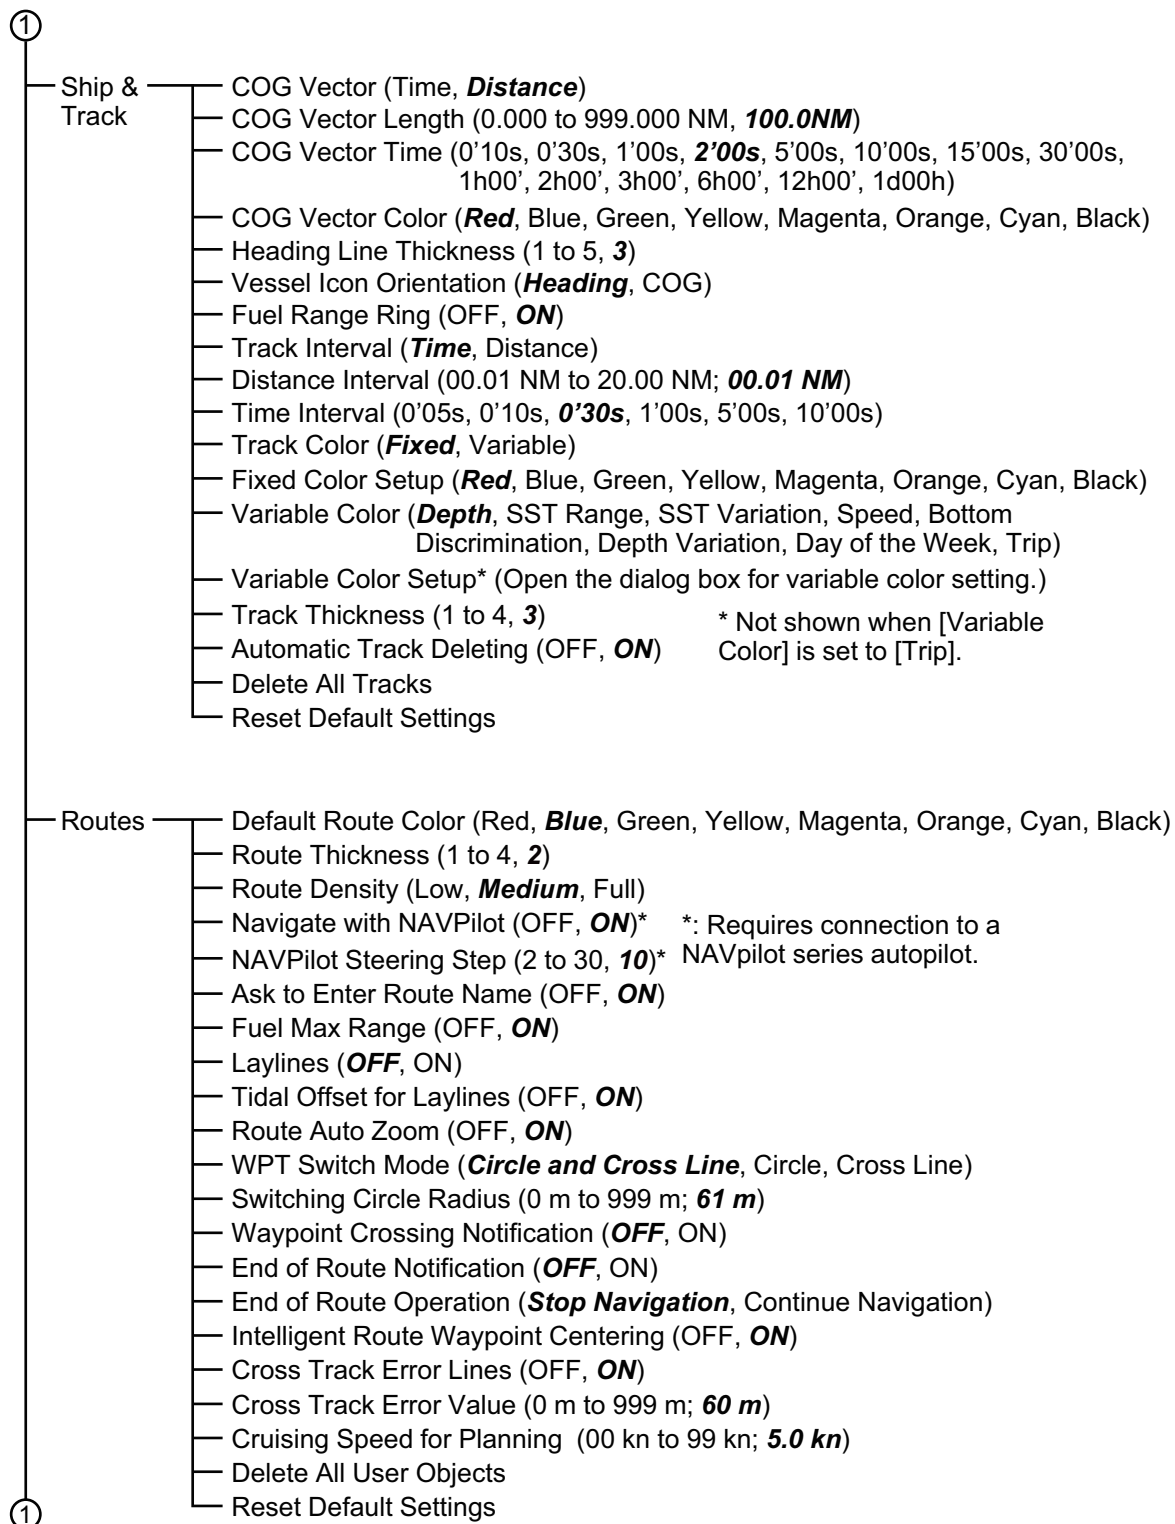 1
Ship & Track
COG Vector (Time, Distance)
COG Vector Length (0.000 to 999.000 NM, 100.0NM)
COG Vector Time (0’10s, 0’30s, 1’00s, 2’00s, 5’00s, 10’00s, 15’00s, 30’00s,
1h00’, 2h00’, 3h00’, 6h00’, 12h00’, 1d00h)
COG Vector Color (Red, Blue, Green, Yellow, Magenta, Orange, Cyan, Black)
Heading Line Thickness (1 to 5, 3)
Vessel Icon Orientation (Heading, COG)
Fuel Range Ring (OFF, ON)
Track Interval (Time, Distance)
Distance Interval (00.01 NM to 20.00 NM; 00.01 NM)
Time Interval (0’05s, 0’10s, 0’30s, 1’00s, 5’00s, 10’00s)
Track Color (Fixed, Variable)
Fixed Color Setup (Red, Blue, Green, Yellow, Magenta, Orange, Cyan, Black)
Variable Color (Depth, SST Range, SST Variation, Speed, Bottom
Discrimination, Depth Variation, Day of the Week, Trip)
Variable Color Setup* (Open the dialog box for variable color setting.)
Track Thickness (1 to 4, 3)
Automatic Track Deleting (OFF, ON)
* Not shown when [Variable
Color] is set to [Trip].
Delete All Tracks
Reset Default Settings
Routes
Default Route Color (Red, Blue, Green, Yellow, Magenta, Orange, Cyan, Black)
Route Thickness (1 to 4, 2)
Route Density (Low, Medium, Full)
Navigate with NAVPilot (OFF, ON)*
NAVPilot Steering Step (2 to 30, 10)*
*: Requires connection to a
NAVpilot series autopilot.
Ask to Enter Route Name (OFF, ON)
Fuel Max Range (OFF, ON)
Laylines (OFF, ON)
Tidal Offset for Laylines (OFF, ON)
Route Auto Zoom (OFF, ON)
WPT Switch Mode (Circle and Cross Line, Circle, Cross Line)
Switching Circle Radius (0 m to 999 m; 61 m)
Waypoint Crossing Notification (OFF, ON)
End of Route Notification (OFF, ON)
End of Route Operation (Stop Navigation, Continue Navigation)
Intelligent Route Waypoint Centering (OFF, ON)
Cross Track Error Lines (OFF, ON)
Cross Track Error Value (0 m to 999 m; 60 m)
Cruising Speed for Planning (00 kn to 99 kn; 5.0 kn)
Delete All User Objects
Reset Default Settings
1